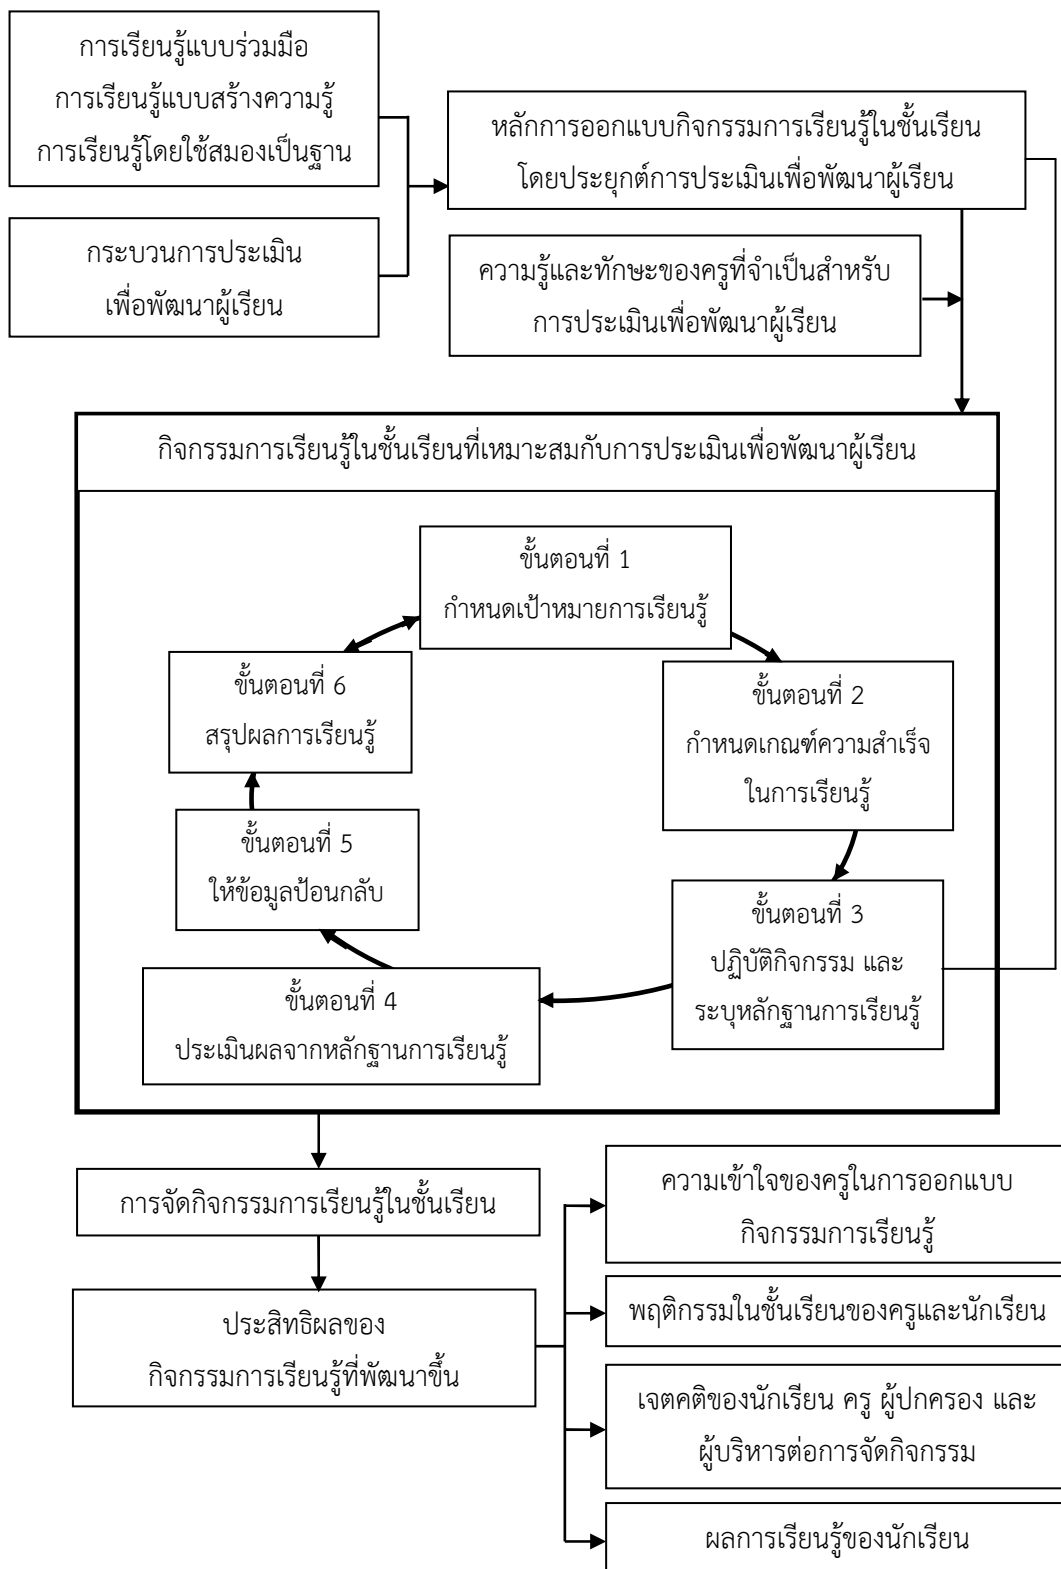 การเรียนรู้แบบร่วมมือ
การเรียนรู้แบบสร้างความรู้
การเรียนรู้โดยใช้สมองเป็นฐาน
กระบวนการประเมิน
เพื่อพัฒนาผู้เรียน
หลักการออกแบบกิจกรรมการเรียนรู้ในชั้นเรียน
โดยประยุกต์การประเมินเพื่อพัฒนาผู้เรียน
ความรู้และทักษะของครูที่จำเป็นสำหรับ
การประเมินเพื่อพัฒนาผู้เรียน
กิจกรรมการเรียนรู้ในชั้นเรียนที่เหมาะสมกับการประเมินเพื่อพัฒนาผู้เรียน
ขั้นตอนที่ 1
กำหนดเป้าหมายการเรียนรู้
ขั้นตอนที่ 2
กำหนดเกณฑ์ความสำเร็จ
ในการเรียนรู้
ขั้นตอนที่ 3
ปฏิบัติกิจกรรม และ
ระบุหลักฐานการเรียนรู้
ขั้นตอนที่ 4
ประเมินผลจากหลักฐานการเรียนรู้
ขั้นตอนที่ 5
ให้ข้อมูลป้อนกลับ
ขั้นตอนที่ 6
สรุปผลการเรียนรู้
การจัดกิจกรรมการเรียนรู้ในชั้นเรียน
ประสิทธิผลของ
กิจกรรมการเรียนรู้ที่พัฒนาขึ้น
ความเข้าใจของครูในการออกแบบ
กิจกรรมการเรียนรู้
พฤติกรรมในชั้นเรียนของครูและนักเรียน
เจตคติของนักเรียน ครู ผู้ปกครอง และ
ผู้บริหารต่อการจัดกิจกรรม
ผลการเรียนรู้ของนักเรียน